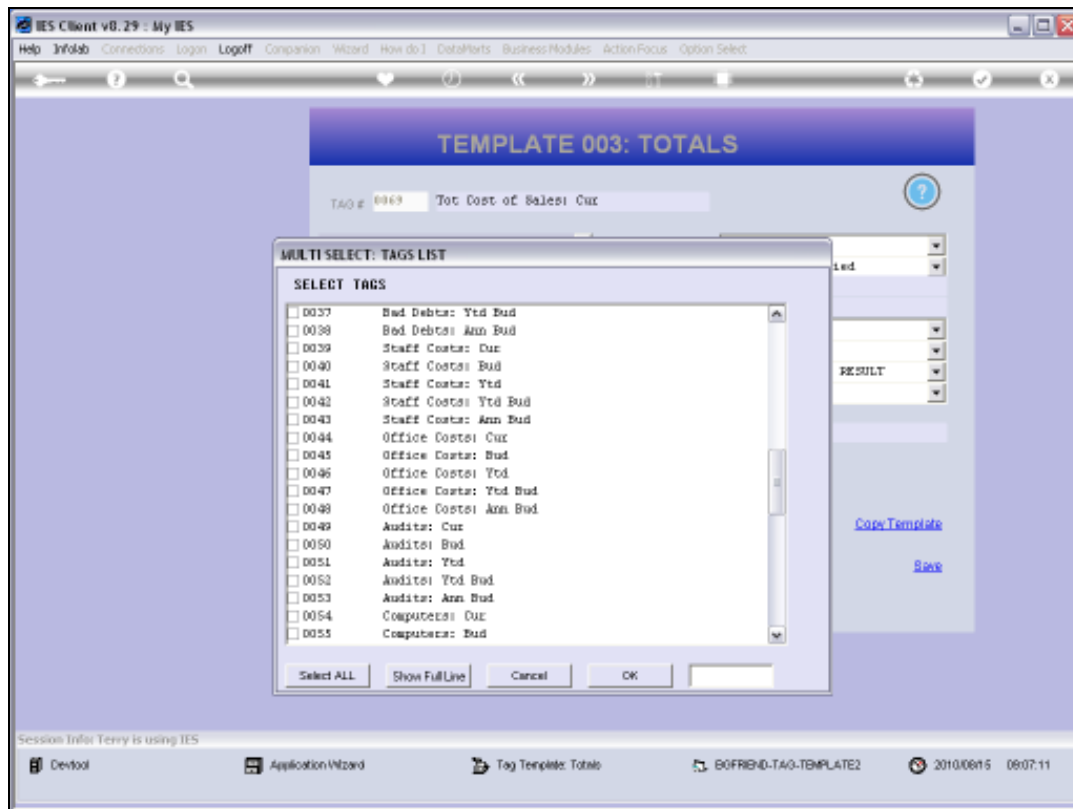 IES Client v8.29 : My IES
Help Infolab Connections Logon Logoff Companion Wizard How do I DataMarts Business Modules Action Focus Option Select
TEMPLATE 003: TOTALS
TAG # 0069 Tot Cost of Sales: Cur
MULTI SELECT: TAGS LIST
SELECT TAGS
0037 Bad Debts: Ytd Bud
0038 Bad Debts: Ann Bud
0039 Staff Costs: Cur
0040 Staff Costs: Bud
0041 Staff Costs: Ytd
0042 Staff Costs: Ytd Bud
0043 Staff Costs: Ann Bud
0044 Office Costs: Cur
0045 Office Costs: Bud
0046 Office Costs: Ytd
0047 Office Costs: Ytd Bud
0048 Office Costs: Ann Bud
0049 Audits: Cur
0050 Audits: Bud
0051 Audits: Ytd
0052 Audits: Ytd Bud
0053 Audits: Ann Bud
0054 Computers: Cur
0055 Computers: Bud
ied
RESULT
Copy Template
Save
Select ALL Show Full Line Cancel OK
Session Info: Terry is using IES
Devtool Application Wizard Tag Template: Totals BGFRIEND-TAG-TEMPLATE2 2010/08/15 09:07:11